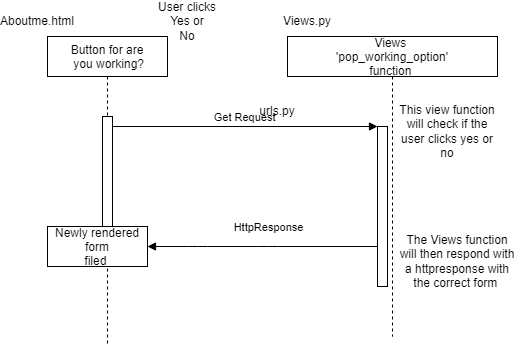 User clicks
Yes or
No
Aboutme.html
Views.py
Button for are
you working?
Views
'pop_working_option'
function
urls.py
Get Request
This view function
will check if the
user clicks yes or
no
Newly rendered
form
filed
HttpResponse
The Views function
will then respond with
a httpresponse with
the correct form